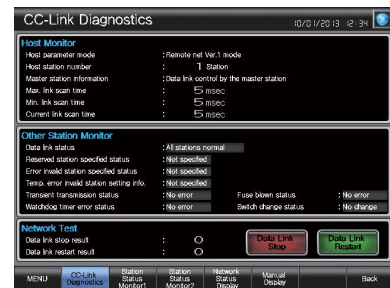 CC-Link Diagnostics 10/01/2013 12:34
Host Monitor
Host parameter mode :Remote net Ver.1 mode
Host station number : 1 Station
Master station information :Data link control by the master station
Max. link scan time : 5 msec
Min. link scan time : 5 msec
Current link scan time : 5 msec
Other Station Monitor
Data link status :All stations normal
Reserved station specified status :Not specified
Error invalid station specified status :Not specified
Temp. error invalid station setting info. :Not specified
Transient transmission status :No error Fuse blown status :No error
Watchdog timer error status :No error Switch change status :No change
Network Test
Data link stop result : O
Data link restart result : O
Data Link Stop
Data Link Restart
MENU CC-Link Diagnostics Station Status Monitor1 Station Status Monitor2 Network Status Display Manual Display Back